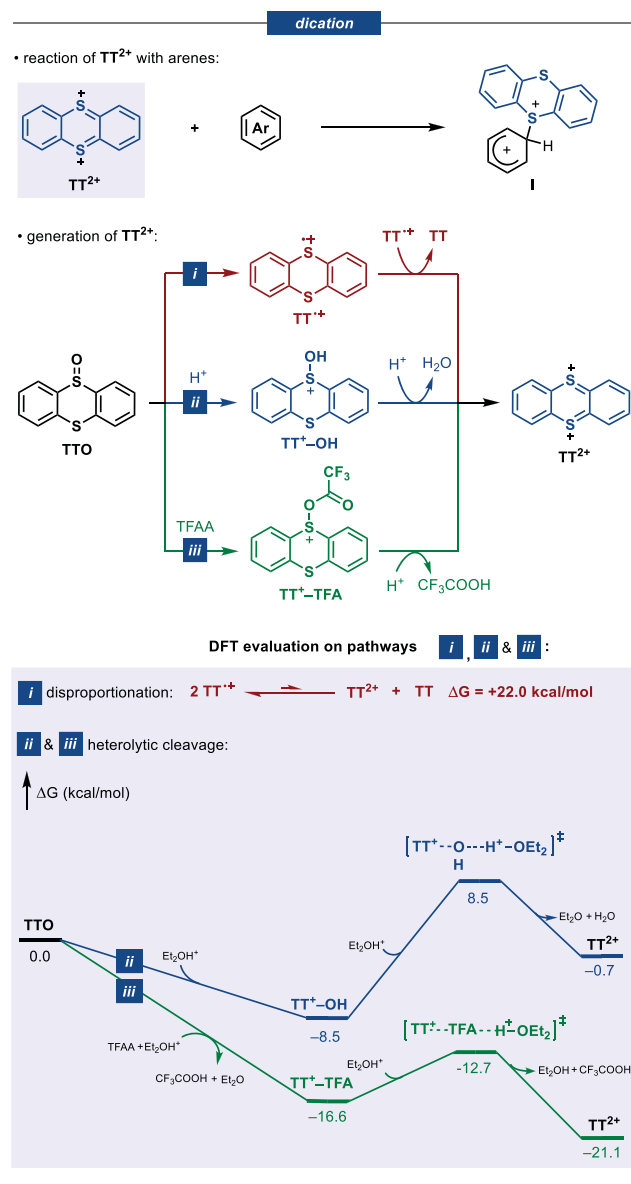 dication
• reaction of TT²⁺ with arenes:
S
S
TT²⁺
+
Ar
S
S
+
H
+
I
• generation of TT²⁺:
i
S
S
TT•⁺
TT•⁺ TT
O
S
S
TTO
H⁺
ii
OH
S
+
S
TT⁺–OH
H⁺ H₂O
S
S
TT²⁺
TFAA
iii
CF₃
O
O
S
+
S
TT⁺–TFA
H⁺ CF₃COOH
DFT evaluation on pathways i , ii & iii :
i disproportionation: 2 TT•⁺ TT²⁺ + TT ΔG = +22.0 kcal/mol
ii & iii heterolytic cleavage:
ΔG (kcal/mol)
[TT⁺--O---H⁺–OEt₂]‡
H
8.5
TTO
0.0
ii
iii
Et₂OH⁺
Et₂OH⁺
Et₂O + H₂O
TT²⁺
–0.7
TT⁺–OH
–8.5
[TT⁺--TFA--H⁺–OEt₂]‡
-12.7
TFAA + Et₂OH⁺
CF₃COOH + Et₂O
TT⁺–TFA
–16.6
Et₂OH⁺
Et₂OH + CF₃COOH
TT²⁺
–21.1